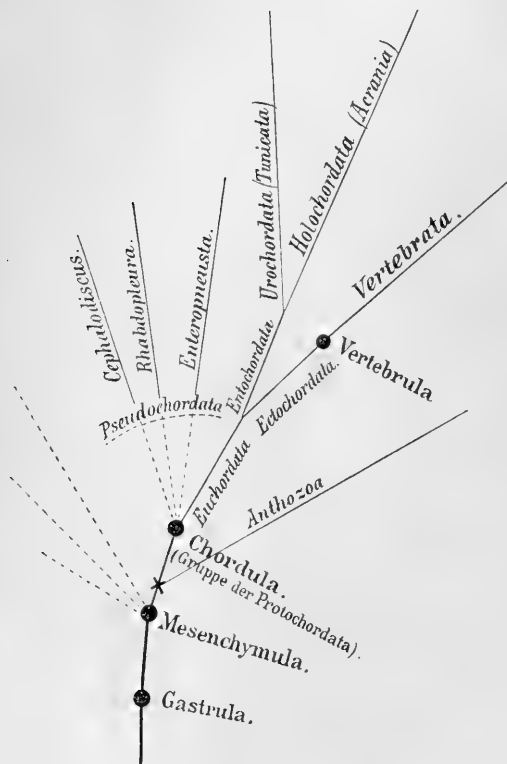 Urochordata (Tunicata)
Holochordata (Acrania)
Cephalodiscus.
Rhabdopleura.
Enteropneusta.
Vertebrata.
Entochordata
Vertebrula
Pseudochordata
Ectochordata.
Euchordata
Anthozoa
Chordula.
(Gruppe der Protochordata).
Mesenchymula.
Gastrula.